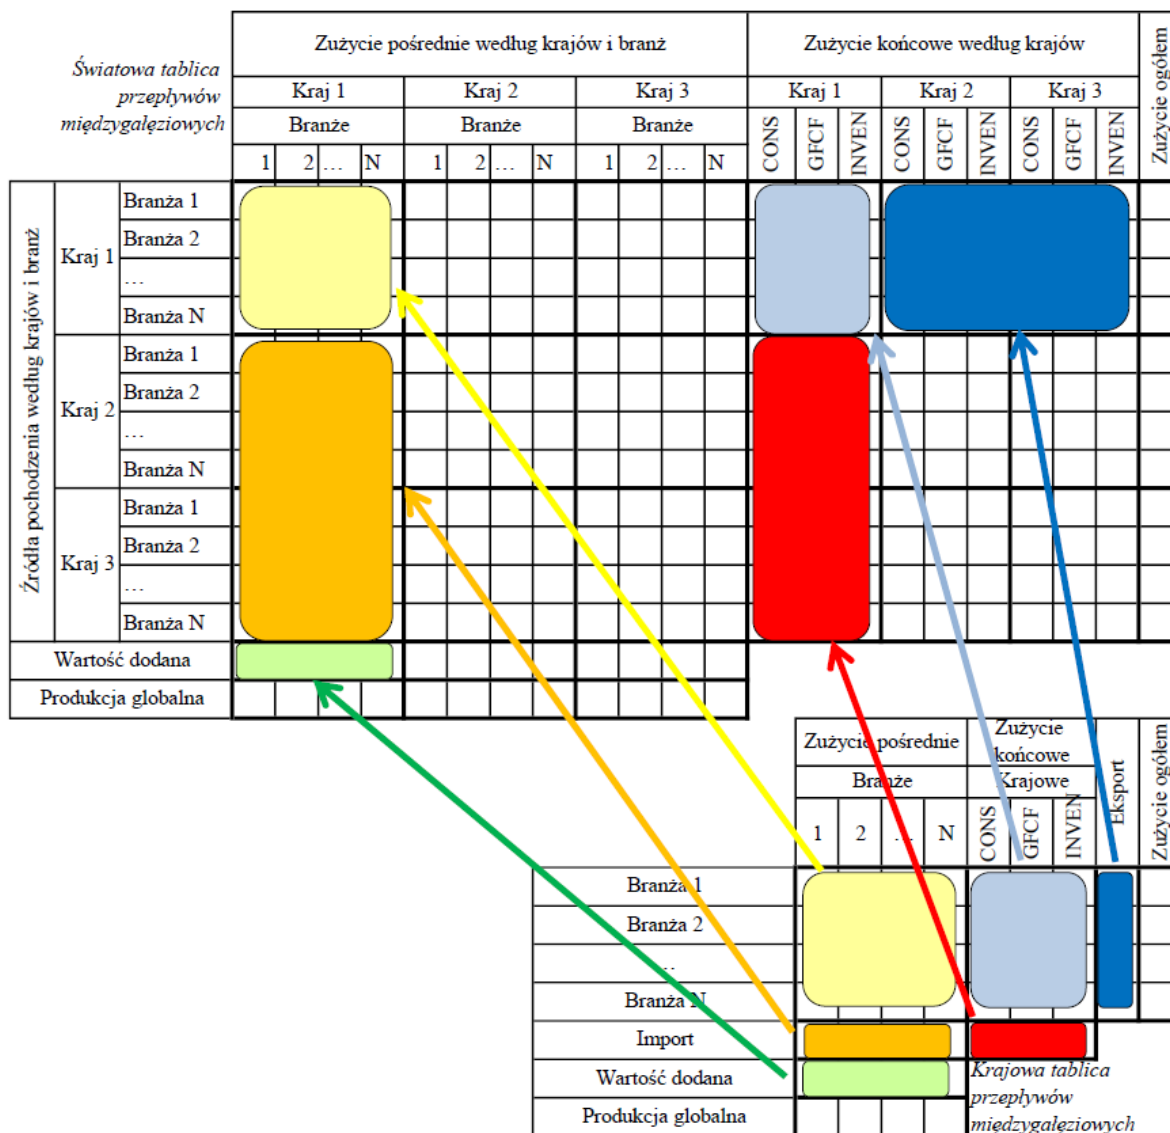 Światowa tablica
przepływów
międzygałęziowych
Zużycie pośrednie według krajów i branż
Zużycie końcowe według krajów
Zużycie ogółem
Kraj 1
Kraj 2
Kraj 3
Kraj 1
Kraj 2
Kraj 3
Branże
Branże
Branże
CONS
GFCF
INVEN
CONS
GFCF
INVEN
CONS
GFCF
INVEN
1 2 … N
1 2 … N
1 2 … N
Źródła pochodzenia według krajów i branż
Kraj 1
Branża 1
Branża 2
…
Branża N
Kraj 2
Branża 1
Branża 2
…
Branża N
Kraj 3
Branża 1
Branża 2
…
Branża N
Wartość dodana
Produkcja globalna
Zużycie pośrednie
Zużycie
końcowe
Eksport
Zużycie ogółem
Branże
Krajowe
1 2 … N
CONS
GFCF
INVEN
Branża 1
Branża 2
…
Branża N
Import
Wartość dodana
Produkcja globalna
Krajowa tablica
przepływów
międzygałęziowych